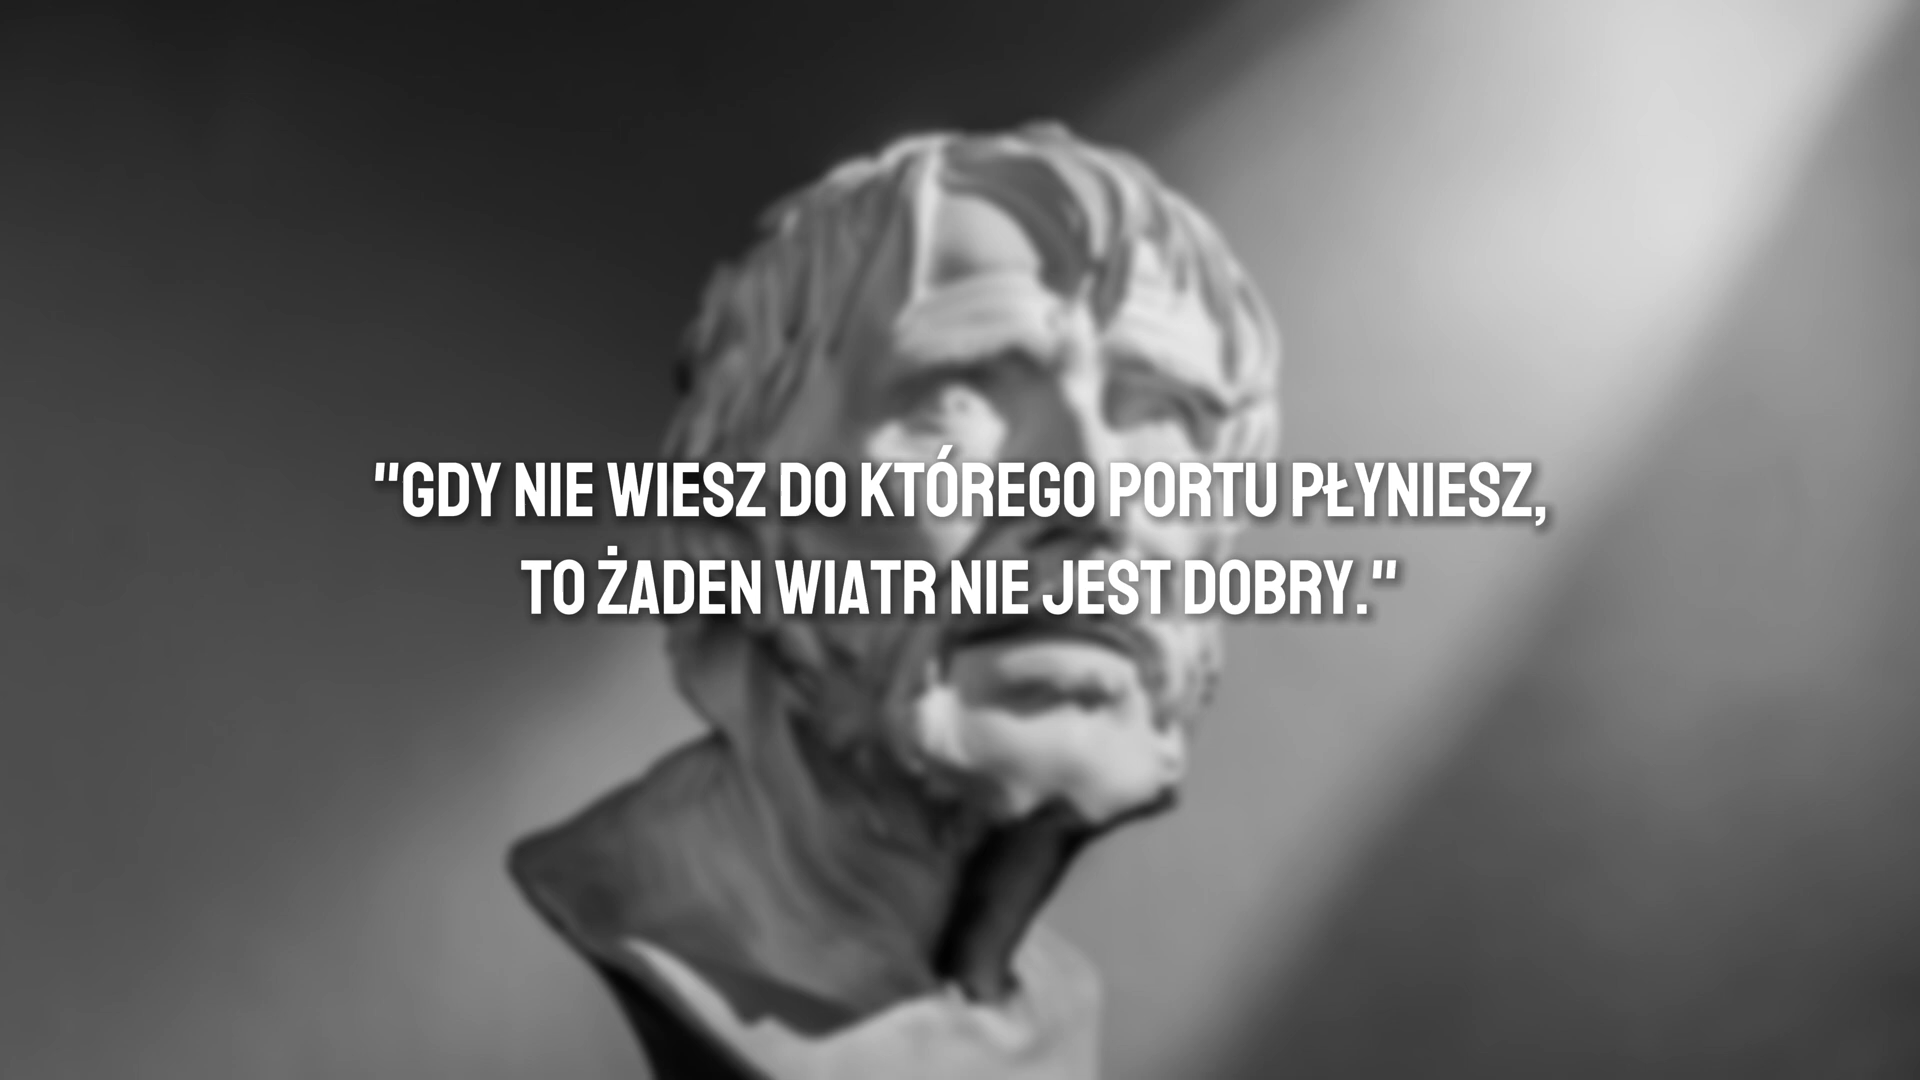 "GDY NIE WIESZ DO KTÓREGO PORTU PŁYNIESZ,
TO ŻADEN WIATR NIE JEST DOBRY."